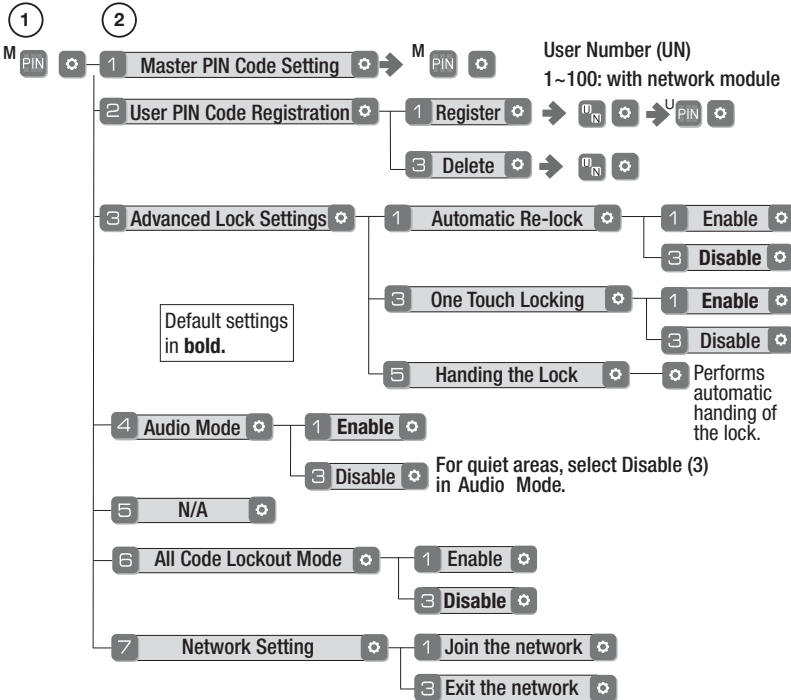 1 2
M PIN 1 Master PIN Code Setting M PIN
User Number (UN)
1~100: with network module
2 User PIN Code Registration 1 Register UN U PIN
3 Delete UN
3 Advanced Lock Settings 1 Automatic Re-lock 1 Enable
3 Disable
3 One Touch Locking 1 Enable
3 Disable
Default settings
in bold.
5 Handing the Lock Performs
automatic
handing of
the lock.
4 Audio Mode 1 Enable
3 Disable For quiet areas, select Disable (3)
in Audio Mode.
5 N/A
6 All Code Lockout Mode 1 Enable
3 Disable
7 Network Setting 1 Join the network
3 Exit the network